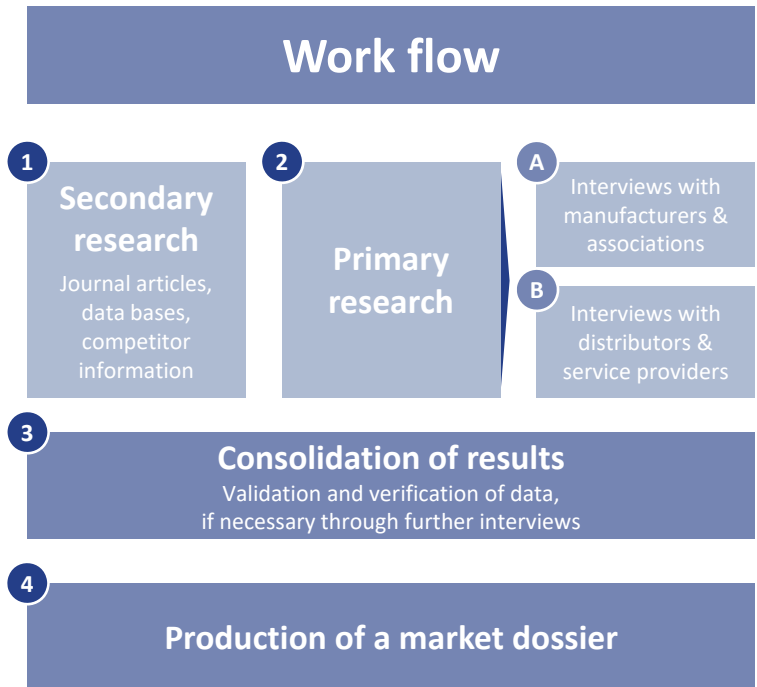 Work flow
1
Secondary
research
Journal articles,
data bases,
competitor
information
2
Primary
research
A
Interviews with
manufacturers &
associations
B
Interviews with
distributors &
service providers
3
Consolidation of results
Validation and verification of data,
if necessary through further interviews
4
Production of a market dossier